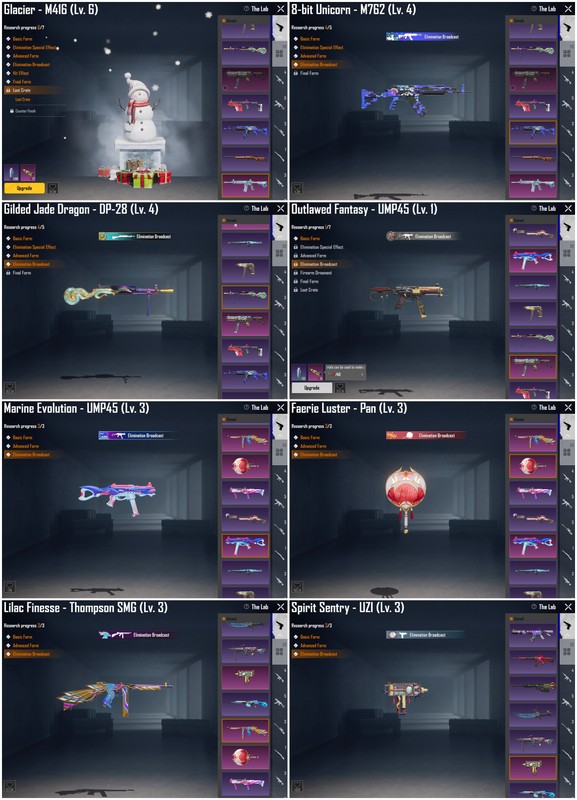 Glacier - M416 (Lv. 6)
The Lab
Research progress 6/7
Basic Form
Elimination Special Effect
Advanced Form
Elimination Broadcast
Hit Effect
Final Form
Loot Crate
Loot Crate
Counter Finish
Upgrade
8-bit Unicorn - M762 (Lv. 4)
The Lab
Research progress 4/5
Elimination Broadcast
Basic Form
Elimination Special Effect
Advanced Form
Elimination Broadcast
Final Form
Gilded Jade Dragon - DP-28 (Lv. 4)
The Lab
Research progress 4/5
Elimination Broadcast
Basic Form
Elimination Special Effect
Advanced Form
Elimination Broadcast
Final Form
Outlawed Fantasy - UMP45 (Lv. 1)
The Lab
Research progress 1/7
Elimination Broadcast
Basic Form
Elimination Special Effect
Advanced Form
Elimination Broadcast
Firearm Ornament
Final Form
Loot Crate
All
Upgrade
Marine Evolution - UMP45 (Lv. 3)
The Lab
Research progress 3/3
Elimination Broadcast
Basic Form
Advanced Form
Elimination Broadcast
Faerie Luster - Pan (Lv. 3)
The Lab
Research progress 3/3
Elimination Broadcast
Basic Form
Advanced Form
Elimination Broadcast
Lilac Finesse - Thompson SMG (Lv. 3)
The Lab
Research progress 3/3
Elimination Broadcast
Basic Form
Advanced Form
Elimination Broadcast
Spirit Sentry - UZI (Lv. 3)
The Lab
Research progress 3/3
Elimination Broadcast
Basic Form
Advanced Form
Elimination Broadcast